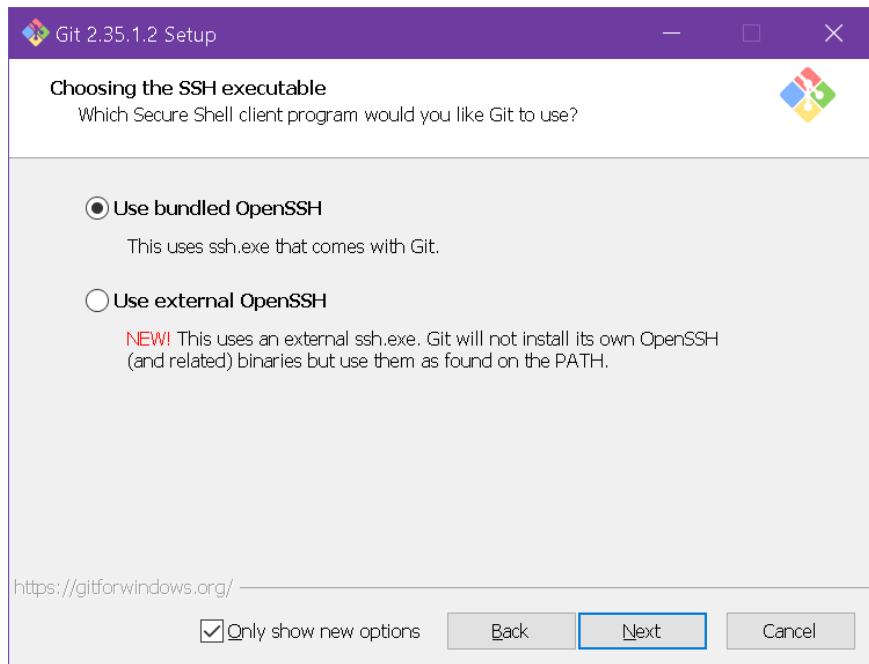 Git 2.35.1.2 Setup
Choosing the SSH executable
Which Secure Shell client program would you like Git to use?
Use bundled OpenSSH
This uses ssh.exe that comes with Git.
Use external OpenSSH
NEW! This uses an external ssh.exe. Git will not install its own OpenSSH
(and related) binaries but use them as found on the PATH.
https://gitforwindows.org/
Only show new options Back Next Cancel